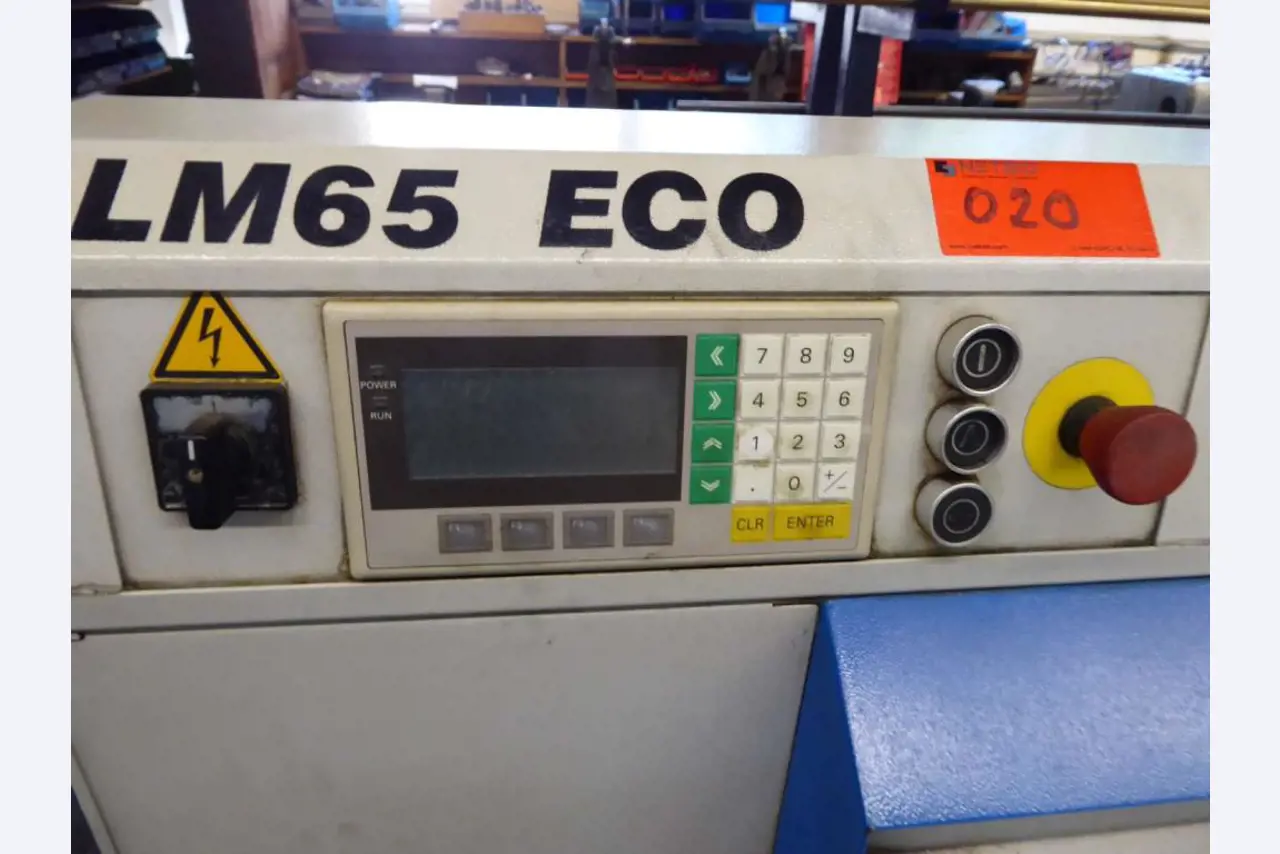 LM65 ECO
020
POWER
RUN
7 8 9
4 5 6
1 2 3
. 0 +/-
CLR ENTER